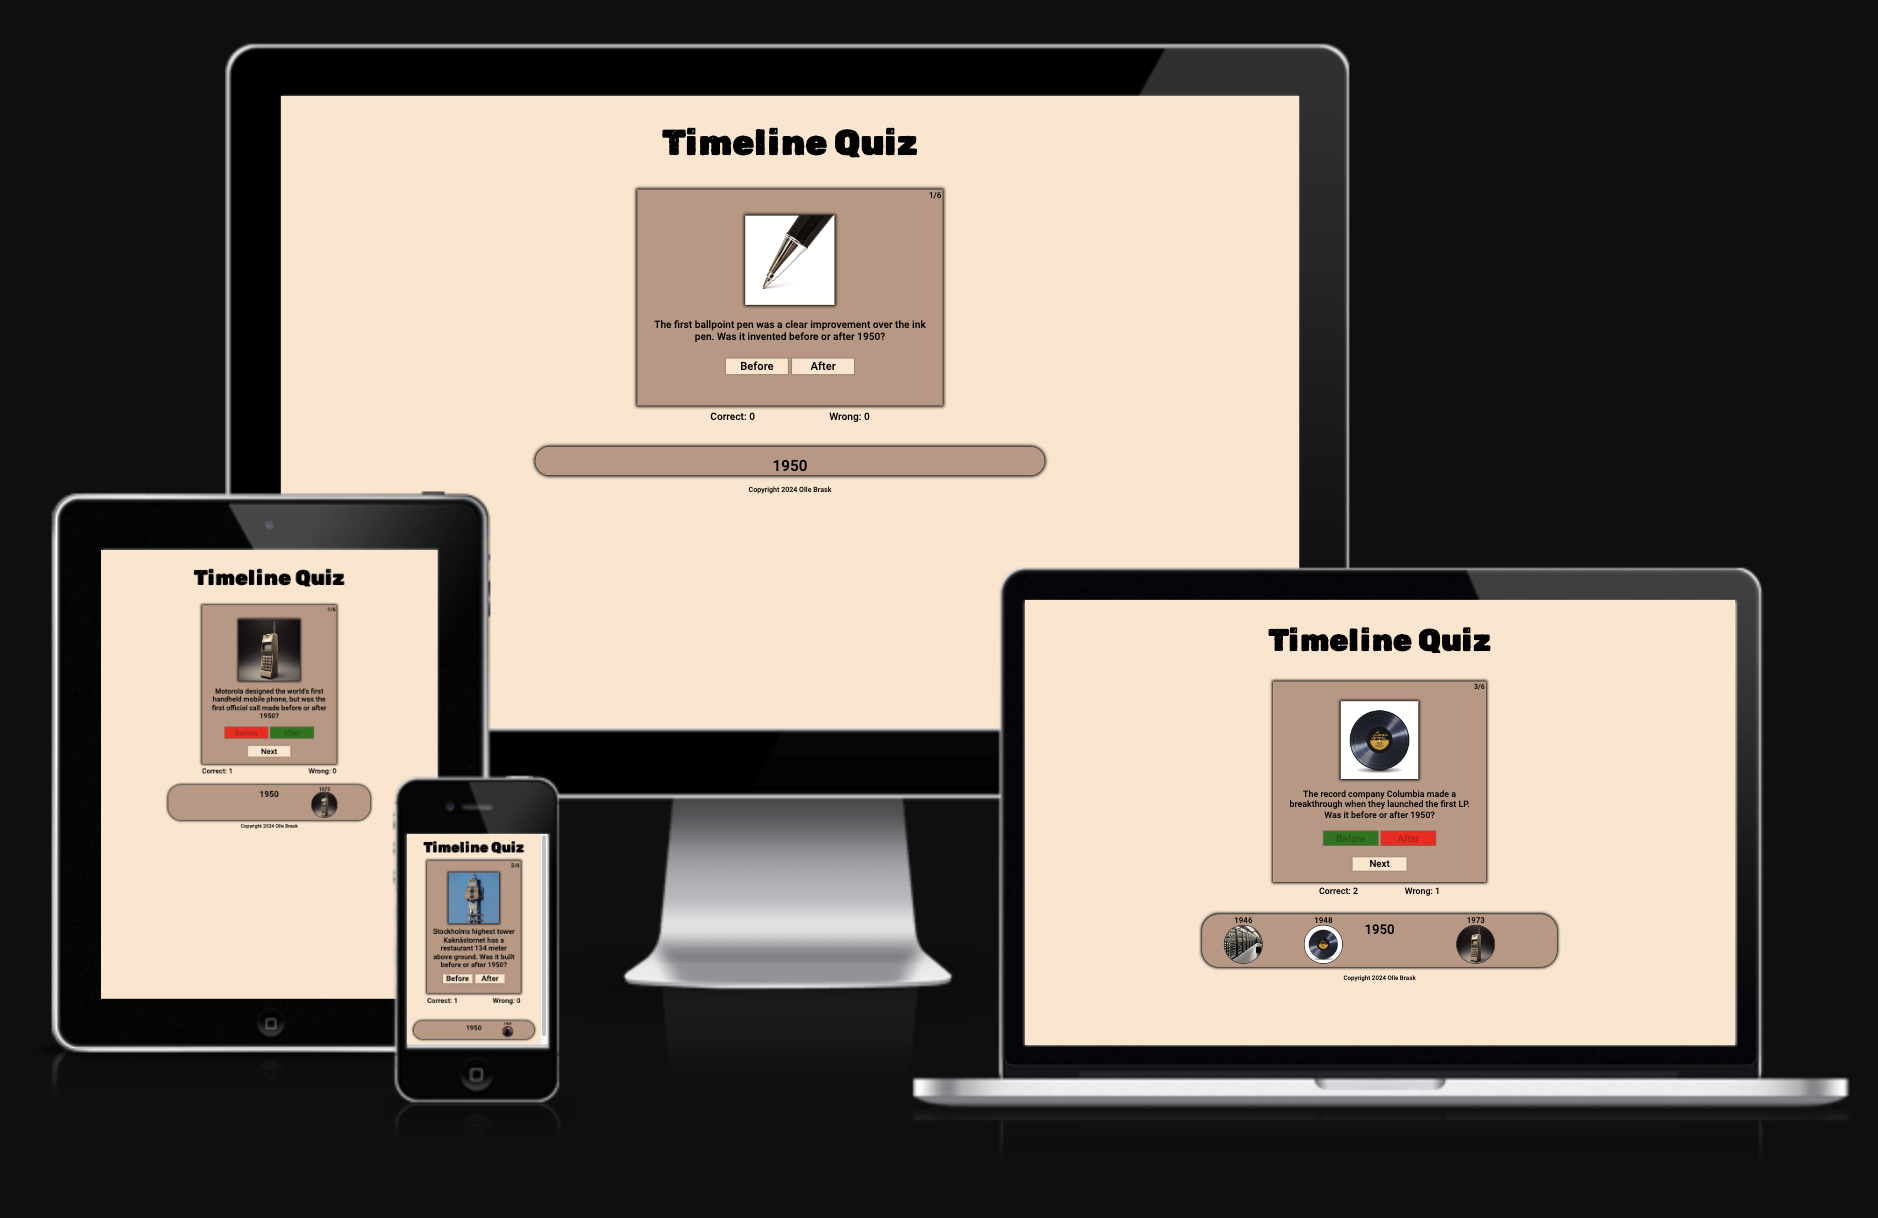 Timeline Quiz
1/6
The first ballpoint pen was a clear improvement over the ink
pen. Was it invented before or after 1950?
Before After
Correct: 0 Wrong: 0
1950
Copyright 2024 Olle Brask
Timeline Quiz
1/6
Motorola designed the world's first
handheld mobile phone, but was the
first official call made before or after
1950?
Before After
Next
Correct: 1 Wrong: 0
1950 1973
Copyright 2024 Olle Brask
Timeline Quiz
2/6
Stockholms highest tower
Kaknästornet has a
restaurant 134 meter
above ground. Was it built
before or after 1950?
Before After
Correct: 1 Wrong: 0
1950
Timeline Quiz
3/6
The record company Columbia made a
breakthrough when they launched the first LP.
Was it before or after 1950?
Before After
Next
Correct: 2 Wrong: 1
1946 1948 1950 1973
Copyright 2024 Olle Brask